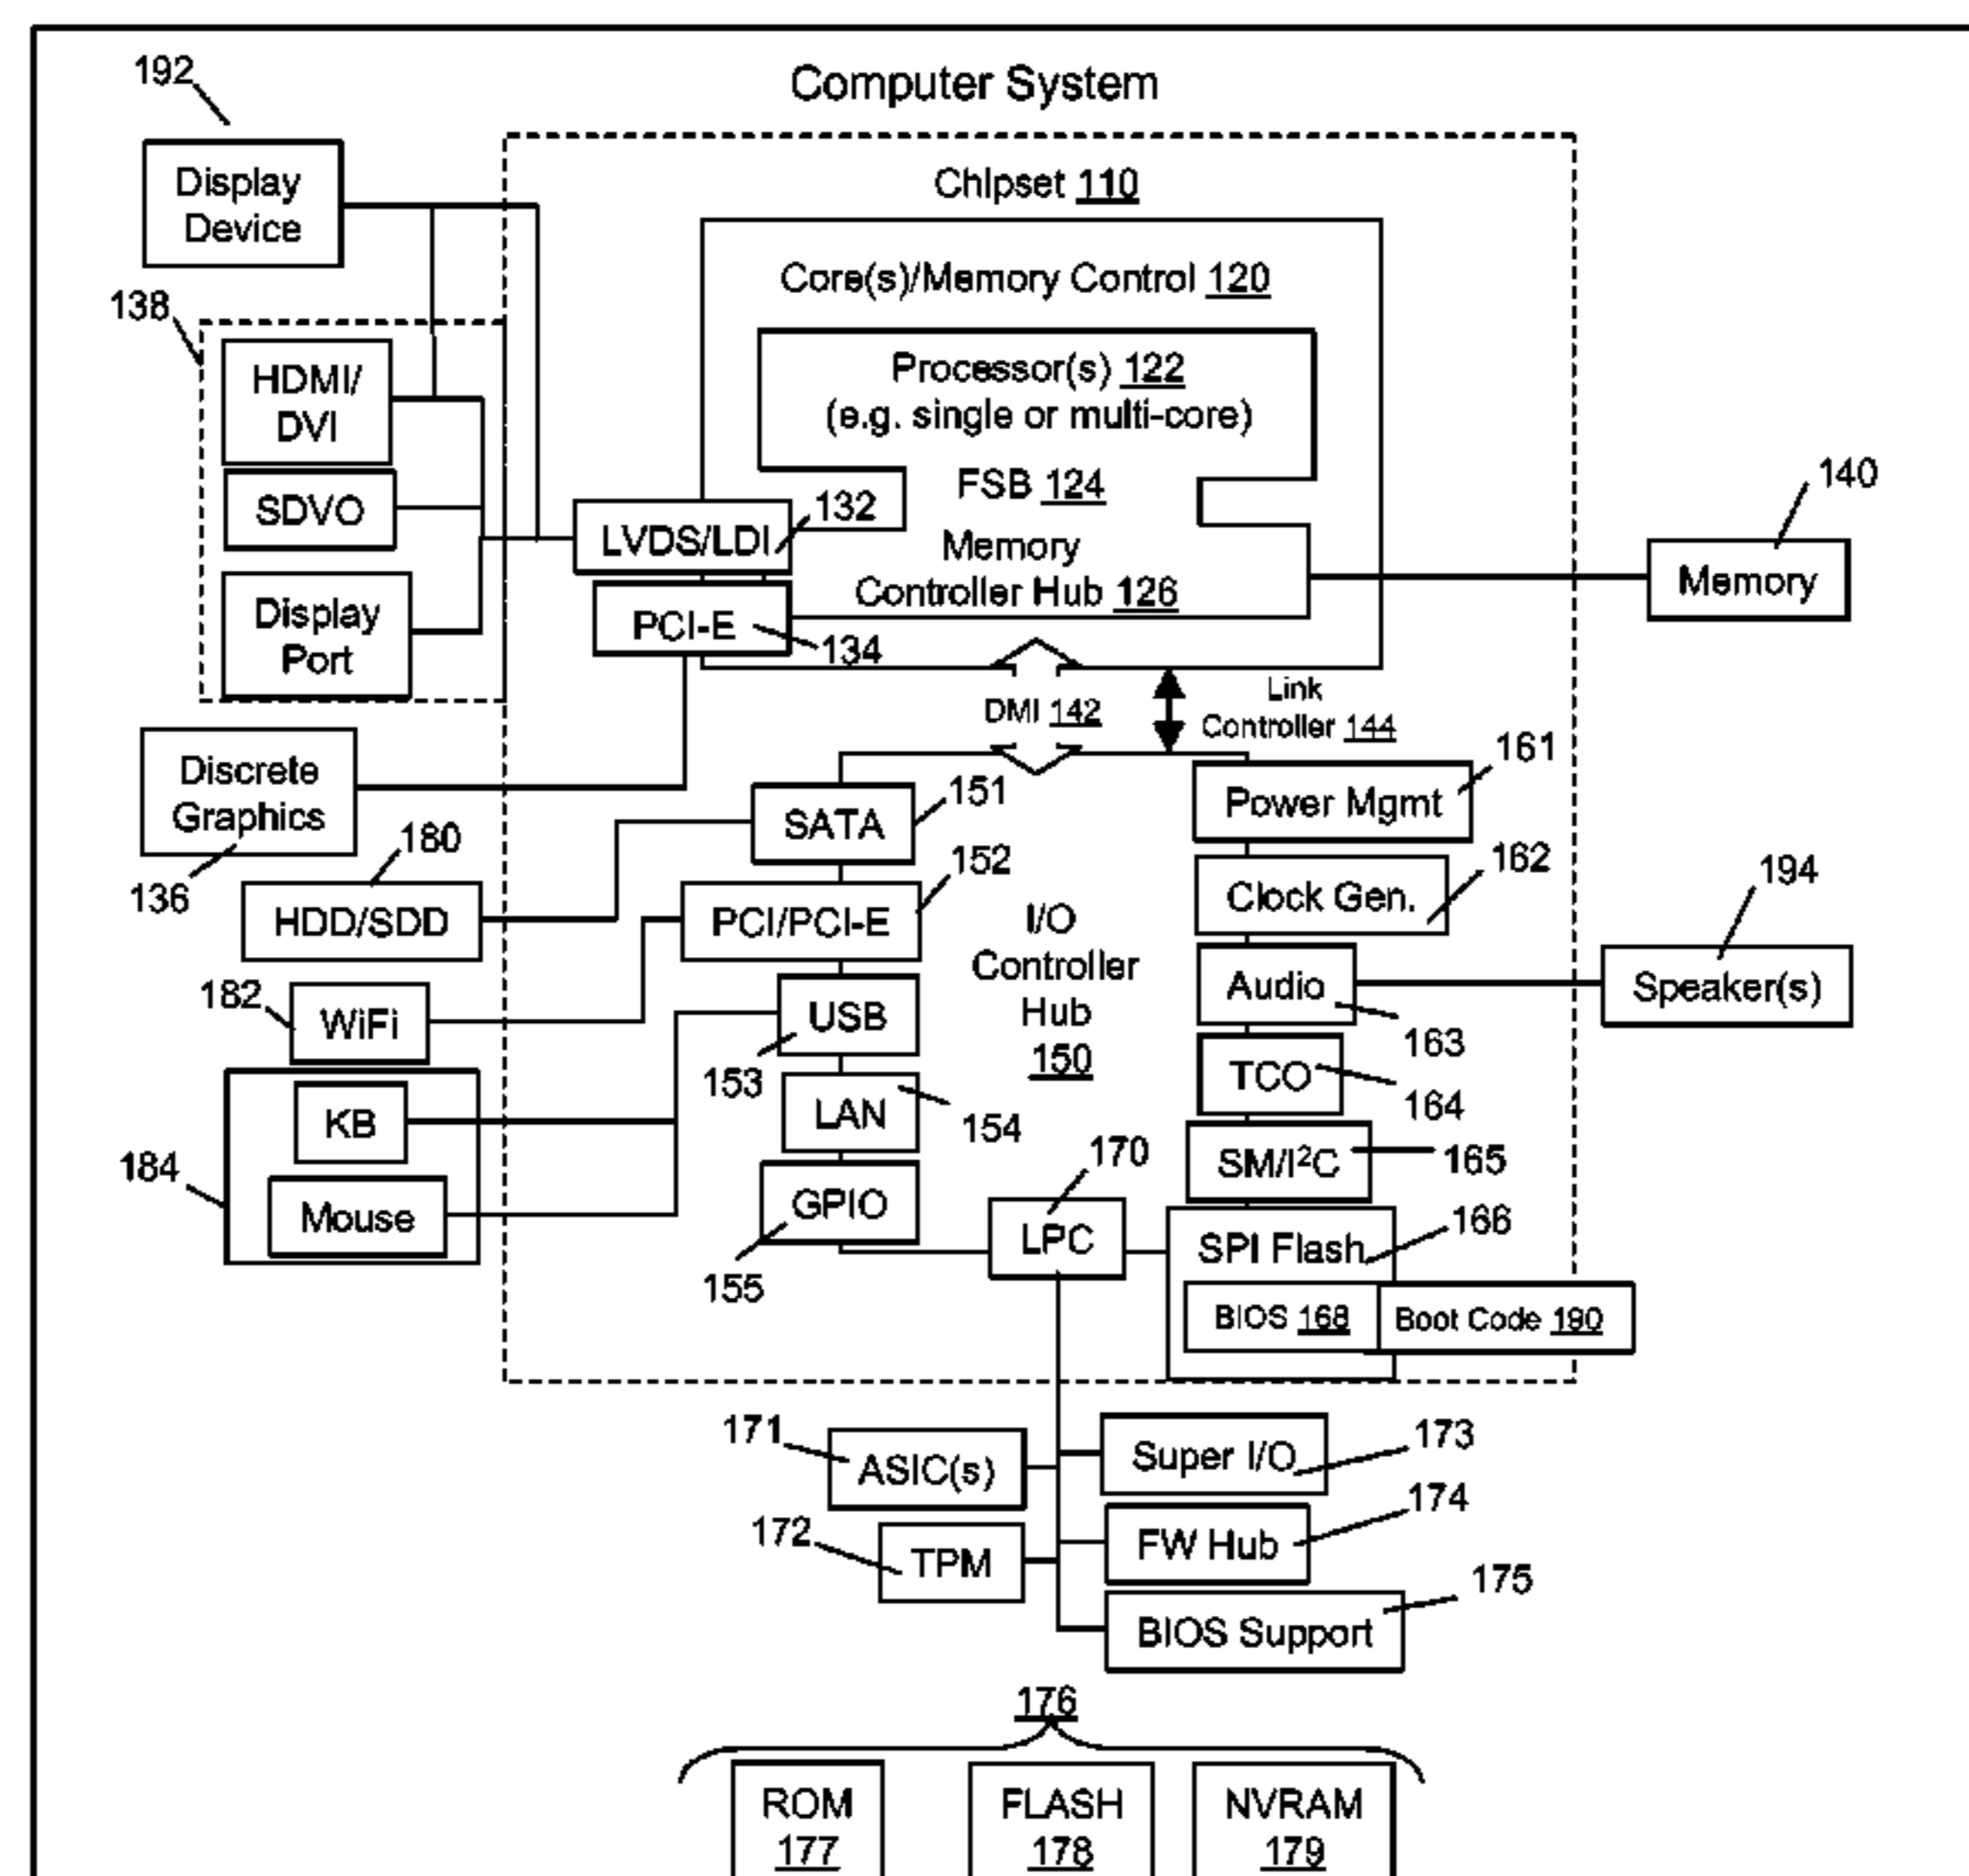 Computer System
192
Display
Device
Chipset 110
Core(s)/Memory Control 120
138
HDMI/
DVI
SDVO
Display
Port
Processor(s) 122
(e.g. single or multi-core)
FSB 124
132
LVDS/LDI
Memory
Controller Hub 126
PCI-E
134
140
Memory
DMI 142
Link
Controller 144
Discrete
Graphics
136
161
Power Mgmt
151
SATA
180
HDD/SDD
152
PCI/PCI-E
162
Clock Gen.
I/O
Controller
Hub
150
194
Speaker(s)
Audio
163
182
WiFi
USB
153
TCO
164
LAN
154
KB
184
Mouse
SM/I²C
165
GPIO
155
170
LPC
166
SPI Flash
BIOS 168
Boot Code 190
171
ASIC(s)
173
Super I/O
172
TPM
174
FW Hub
175
BIOS Support
176
ROM
177
FLASH
178
NVRAM
179